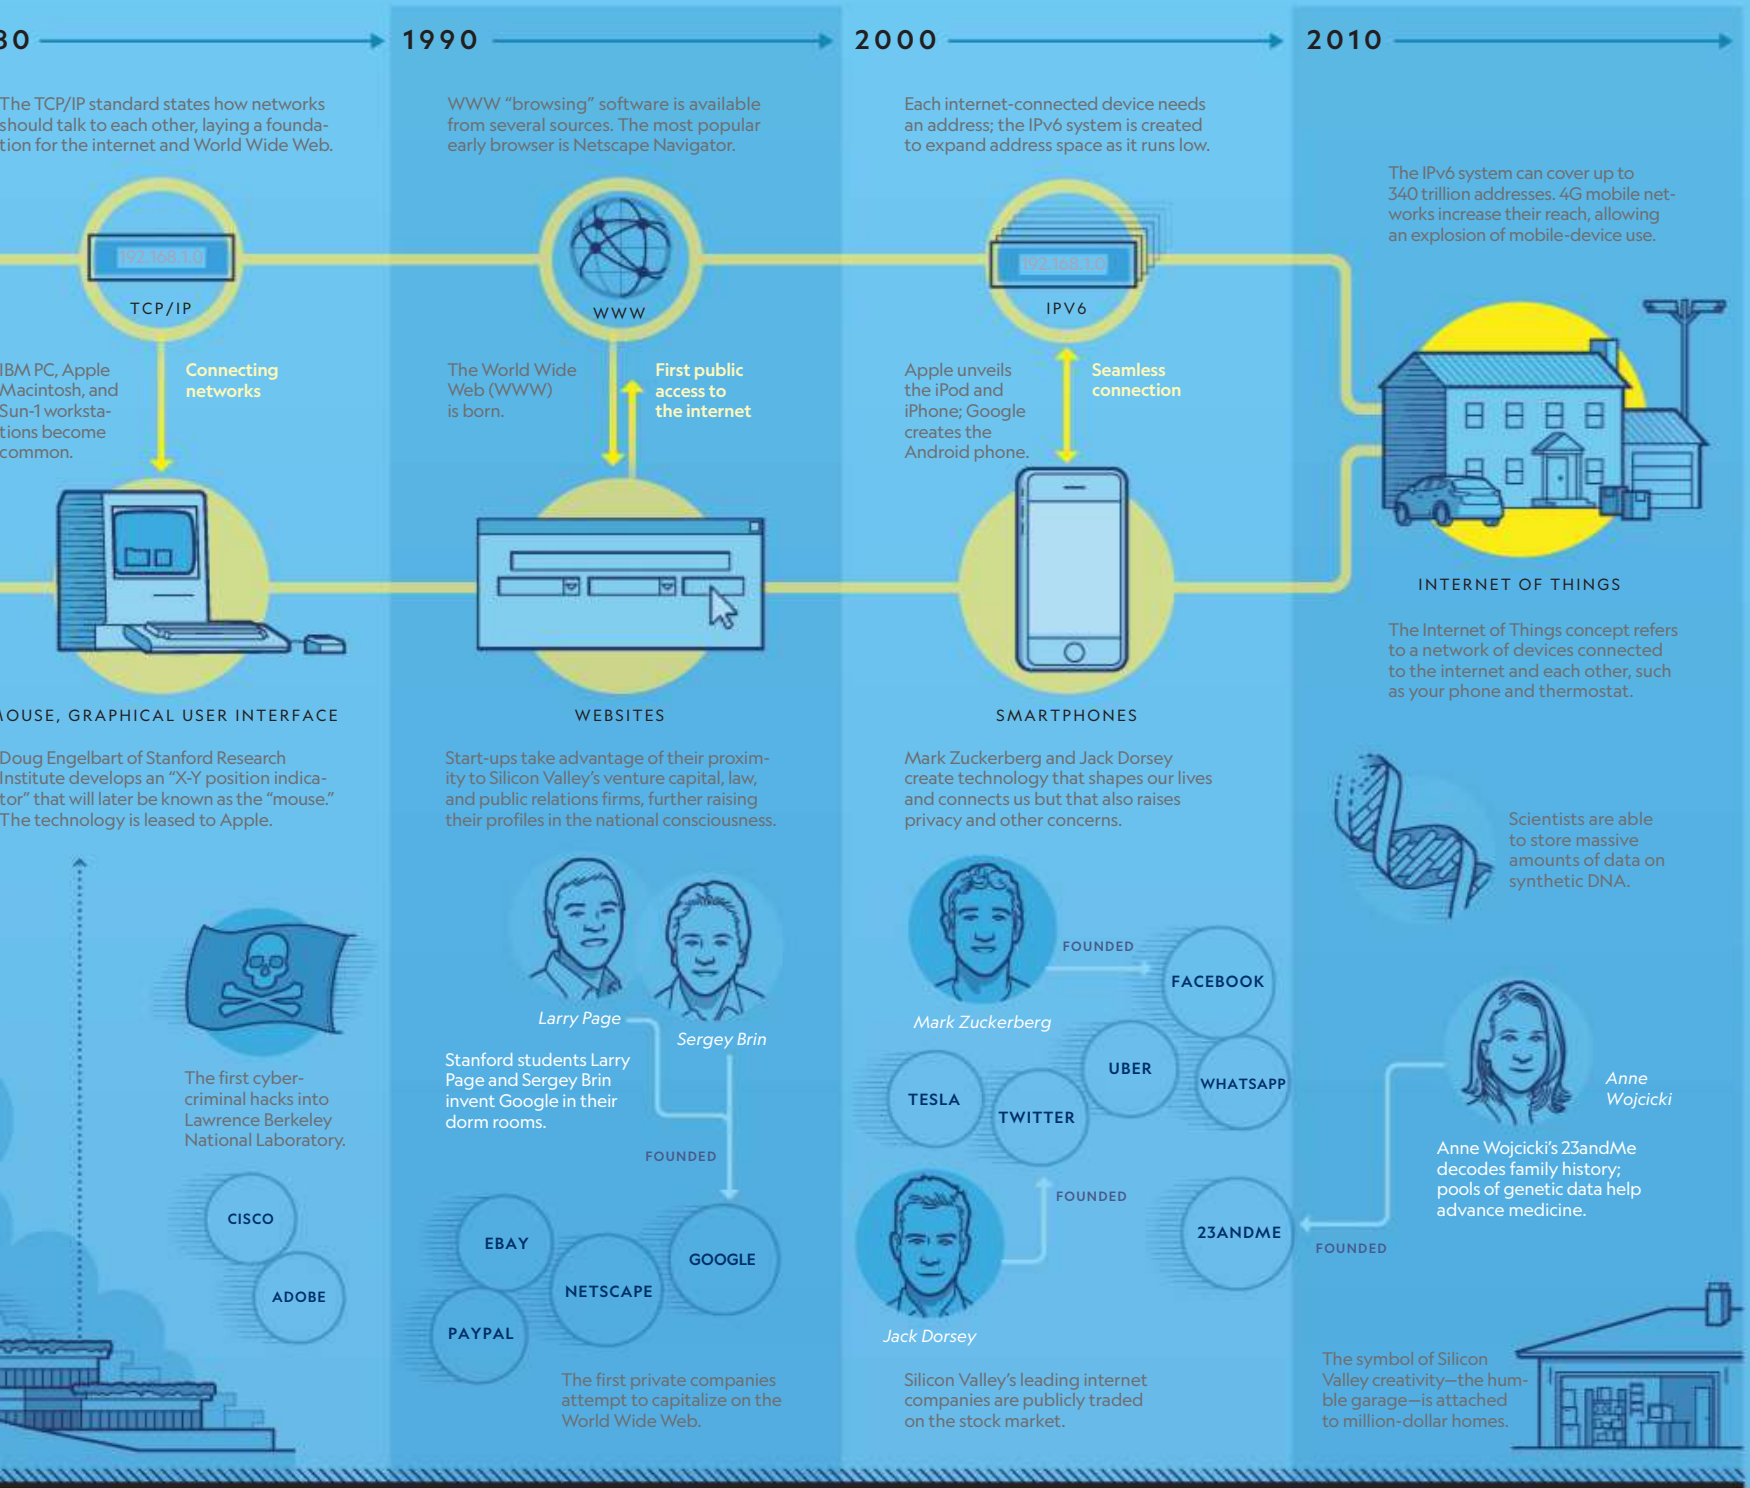 1990
2000
2010
The TCP/IP standard states how networks
should talk to each other, laying a founda-
tion for the internet and World Wide Web.
192.168.1.0
TCP/IP
IBM PC, Apple
Macintosh, and
Sun-1 worksta-
tions become
common.
Connecting
networks
MOUSE, GRAPHICAL USER INTERFACE
Doug Engelbart of Stanford Research
Institute develops an “X-Y position indica-
tor” that will later be known as the “mouse.”
The technology is leased to Apple.
The first cyber-
criminal hacks into
Lawrence Berkeley
National Laboratory.
CISCO
ADOBE
WWW “browsing” software is available
from several sources. The most popular
early browser is Netscape Navigator.
WWW
The World Wide
Web (WWW)
is born.
First public
access to
the internet
WEBSITES
Start-ups take advantage of their proxim-
ity to Silicon Valley’s venture capital, law,
and public relations firms, further raising
their profiles in the national consciousness.
Larry Page
Sergey Brin
Stanford students Larry
Page and Sergey Brin
invent Google in their
dorm rooms.
FOUNDED
EBAY
GOOGLE
NETSCAPE
PAYPAL
The first private companies
attempt to capitalize on the
World Wide Web.
Each internet-connected device needs
an address; the IPv6 system is created
to expand address space as it runs low.
192.168.1.0
IPV6
Apple unveils
the iPod and
iPhone; Google
creates the
Android phone.
Seamless
connection
SMARTPHONES
Mark Zuckerberg and Jack Dorsey
create technology that shapes our lives
and connects us but that also raises
privacy and other concerns.
FOUNDED
FACEBOOK
Mark Zuckerberg
UBER
WHATSAPP
TESLA
TWITTER
FOUNDED
23ANDME
Jack Dorsey
Silicon Valley’s leading internet
companies are publicly traded
on the stock market.
The IPv6 system can cover up to
340 trillion addresses. 4G mobile net-
works increase their reach, allowing
an explosion of mobile-device use.
INTERNET OF THINGS
The Internet of Things concept refers
to a network of devices connected
to the internet and each other, such
as your phone and thermostat.
Scientists are able
to store massive
amounts of data on
synthetic DNA.
Anne
Wojcicki
Anne Wojcicki’s 23andMe
decodes family history;
pools of genetic data help
advance medicine.
FOUNDED
The symbol of Silicon
Valley creativity—the hum-
ble garage—is attached
to million-dollar homes.